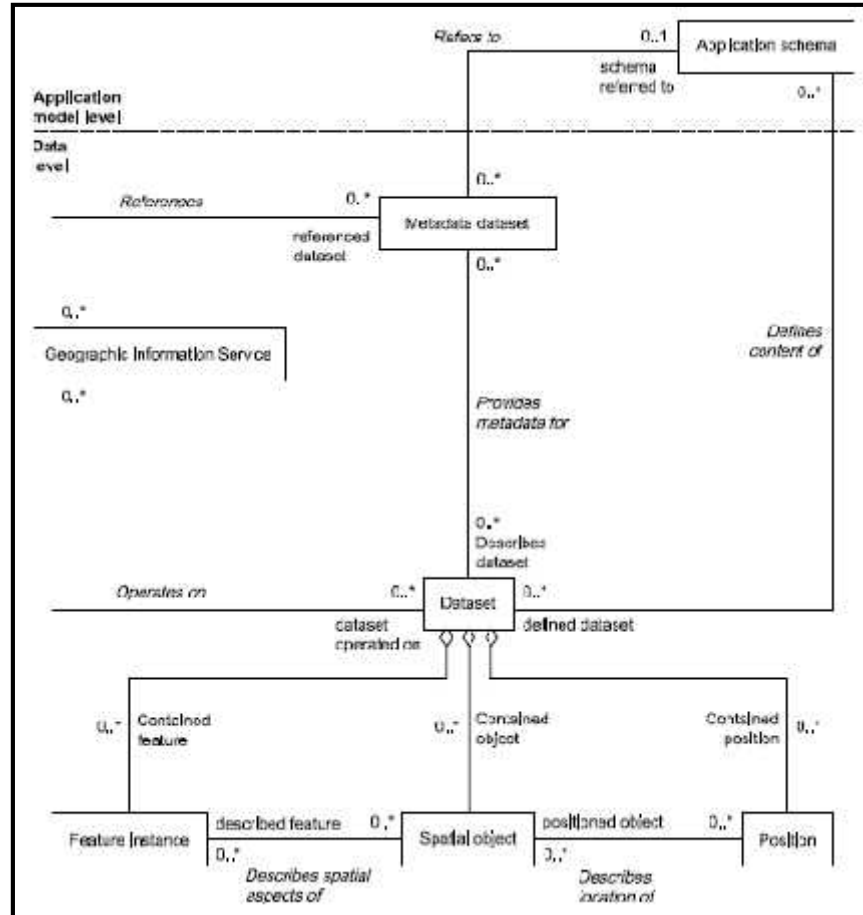 Refers to
0..1
Application schema
schema
referred to
0..*
Application
model level
Data
level
0..*
References
0..*
Metadata dataset
referenced
dataset
0..*
0..*
Geographic Information Service
0..*
Defines
content of
Provides
metadata for
0..*
Describes
dataset
Operates on
0..*
Dataset
0..*
dataset
operated on
defined dataset
0..*
Contained
feature
0..*
Contained
object
Contained
position
0..*
Feature instance
described feature
0..*
0..*
Spatial object
positioned object
0..*
0..*
Position
Describes spatial
aspects of
Describes
location of